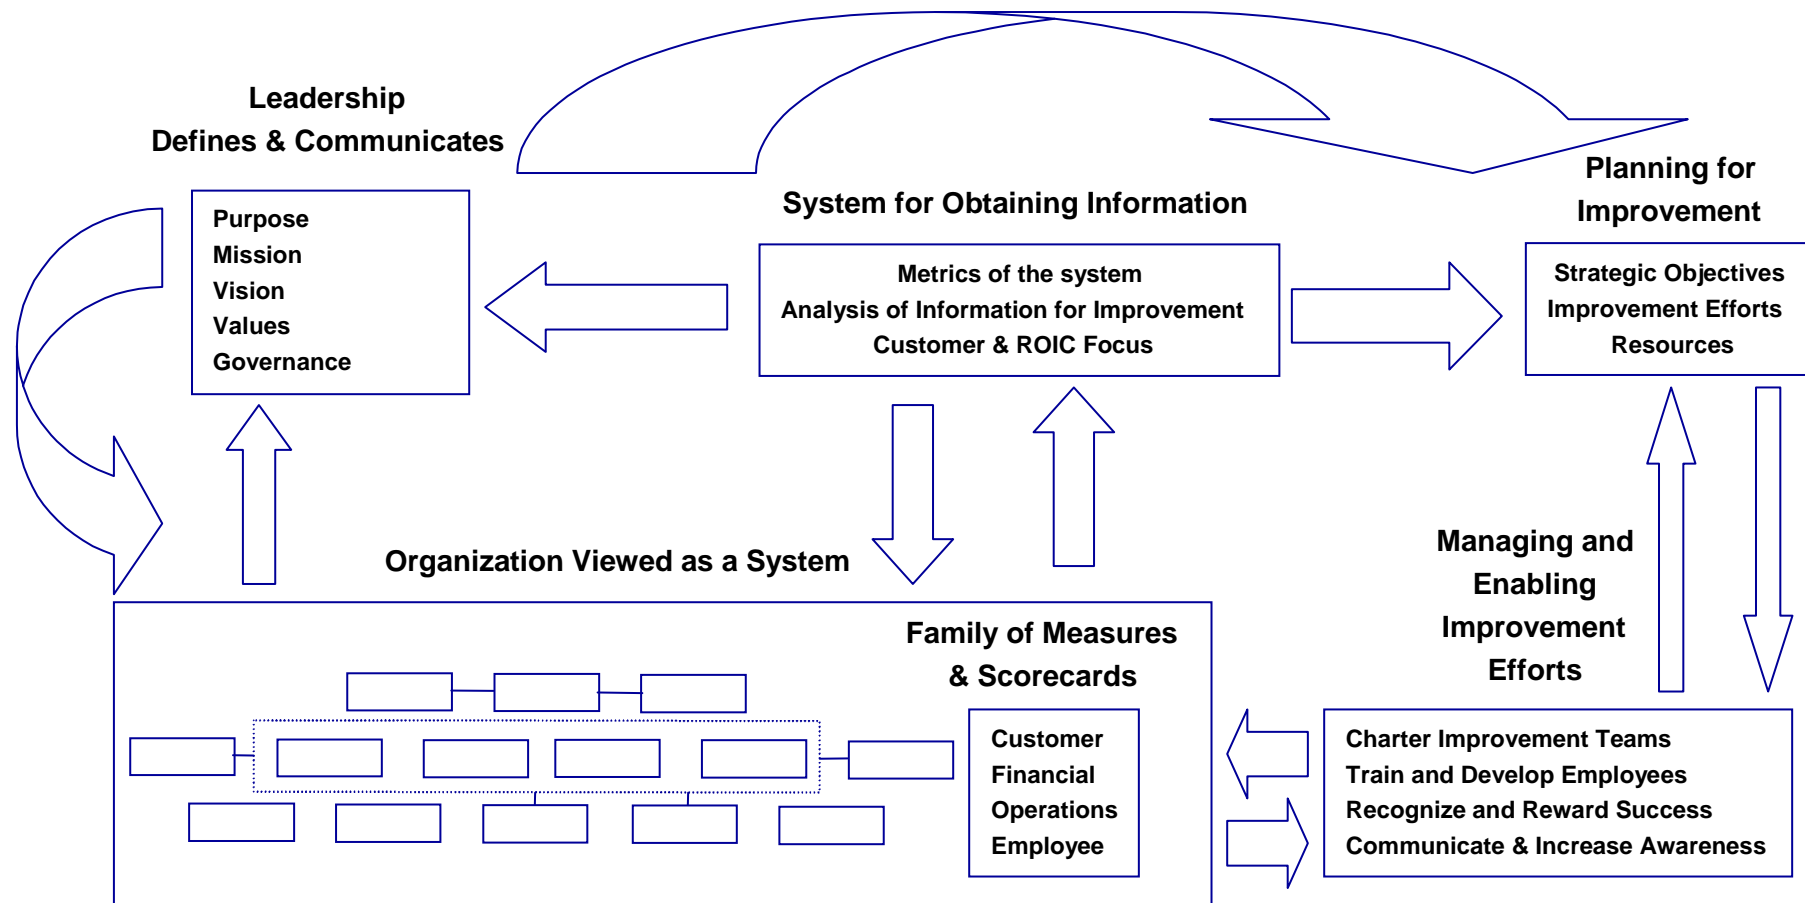 Leadership
Defines & Communicates
Purpose
Mission
Vision
Values
Governance
System for Obtaining Information
Metrics of the system
Analysis of Information for Improvement
Customer & ROIC Focus
Planning for
Improvement
Strategic Objectives
Improvement Efforts
Resources
Organization Viewed as a System
Family of Measures
& Scorecards
Customer
Financial
Operations
Employee
Managing and
Enabling
Improvement
Efforts
Charter Improvement Teams
Train and Develop Employees
Recognize and Reward Success
Communicate & Increase Awareness